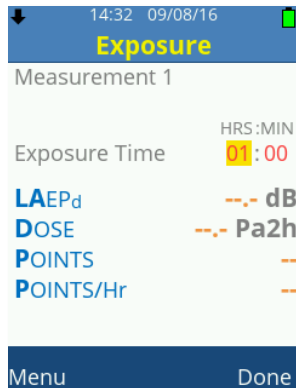 14:32 09/08/16
Exposure
Measurement 1
HRS:MIN
Exposure Time 01:00
LAEPd --.- dB
DOSE --.- Pa2h
POINTS --
POINTS/Hr --
Menu Done